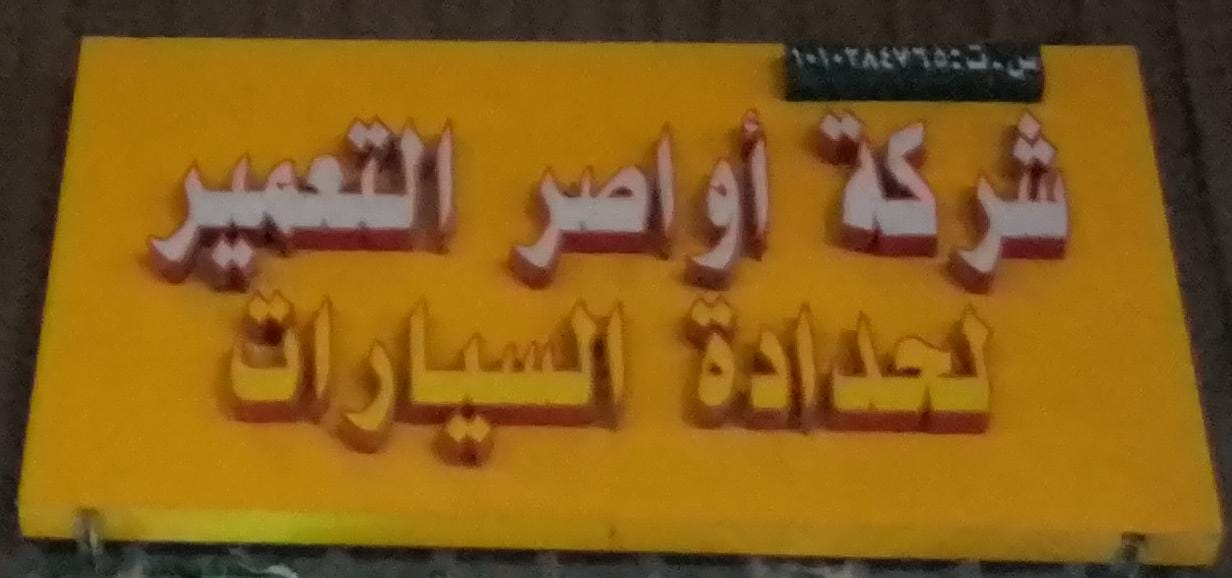 س.ت:١٠١٠٢٨٤٧٦٥
شركة أواصر التعمير
لحدادة السيارات